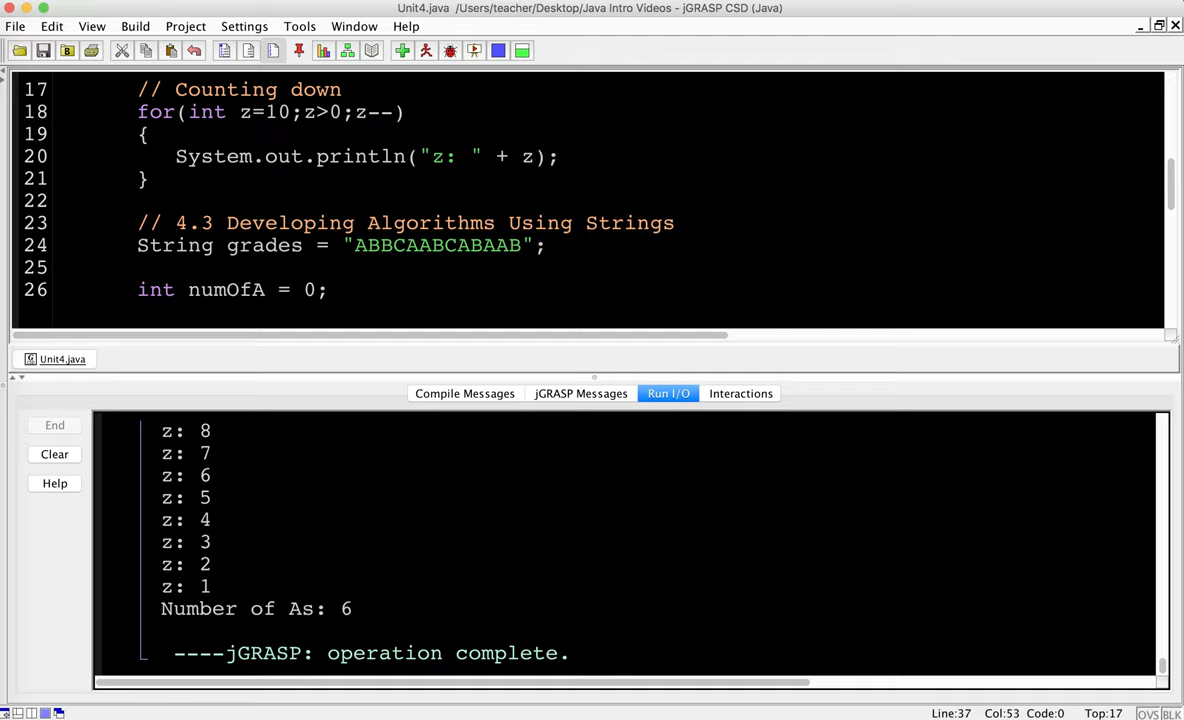 Unit4.java /Users/teacher/Desktop/Java Intro Videos - jGRASP CSD (Java)
File Edit View Build Project Settings Tools Window Help
17 // Counting down
18 for(int z=10;z>0;z--)
19 {
20 System.out.println("z: " + z);
21 }
22
23 // 4.3 Developing Algorithms Using Strings
24 String grades = "ABBCAABCABAAB";
25
26 int numOfA = 0;
Unit4.java
Compile Messages jGRASP Messages Run I/O Interactions
End
Clear
Help
z: 8
z: 7
z: 6
z: 5
z: 4
z: 3
z: 2
z: 1
Number of As: 6
----jGRASP: operation complete.
Line:37 Col:53 Code:0 Top:17 OVS BLK